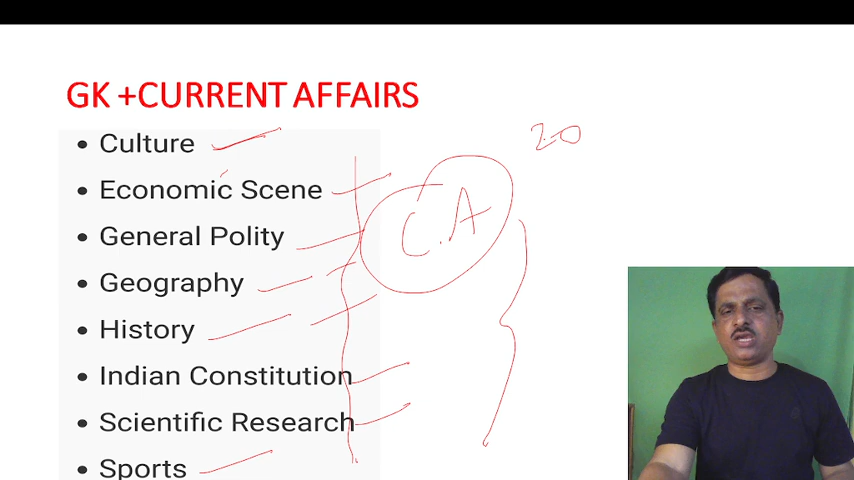 GK +CURRENT AFFAIRS
20
• Culture
• Economic Scene
C.A
• General Polity
• Geography
• History
• Indian Constitution
• Scientific Research
• Sports